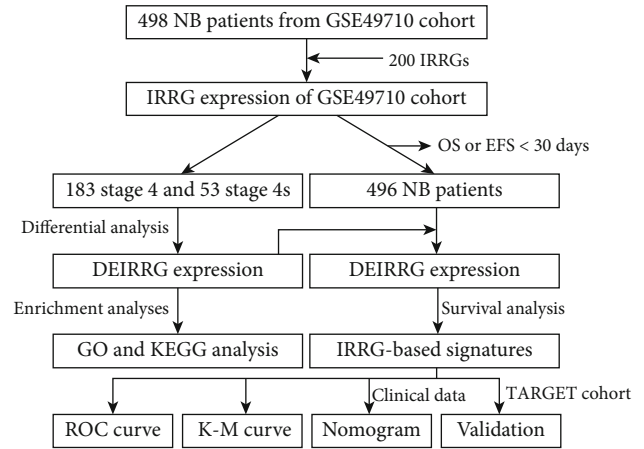 498 NB patients from GSE49710 cohort
200 IRRGs
IRRG expression of GSE49710 cohort
OS or EFS < 30 days
183 stage 4 and 53 stage 4s
496 NB patients
Differential analysis
DEIRRG expression
DEIRRG expression
Enrichment analyses
Survival analysis
GO and KEGG analysis
IRRG-based signatures
Clinical data
TARGET cohort
ROC curve
K-M curve
Nomogram
Validation